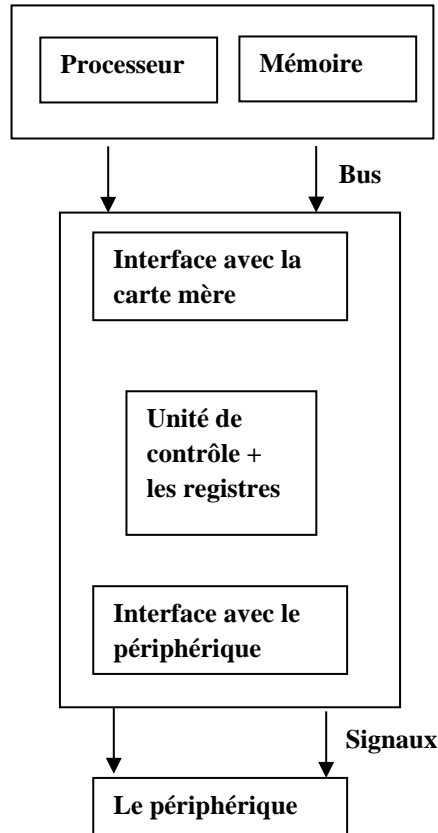 Processeur
Mémoire
Bus
Interface avec la
carte mère
Unité de
contrôle +
les registres
Interface avec le
périphérique
Signaux
Le périphérique